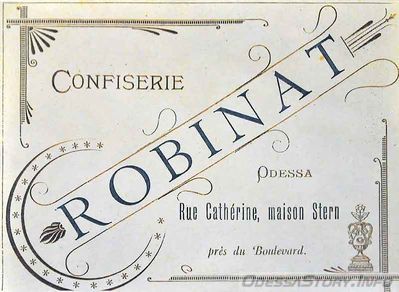 CONFISERIE
ROBINAT
ODESSA
Rue Cathérine, maison Stern
près du Boulevard.
OdessaStory.info